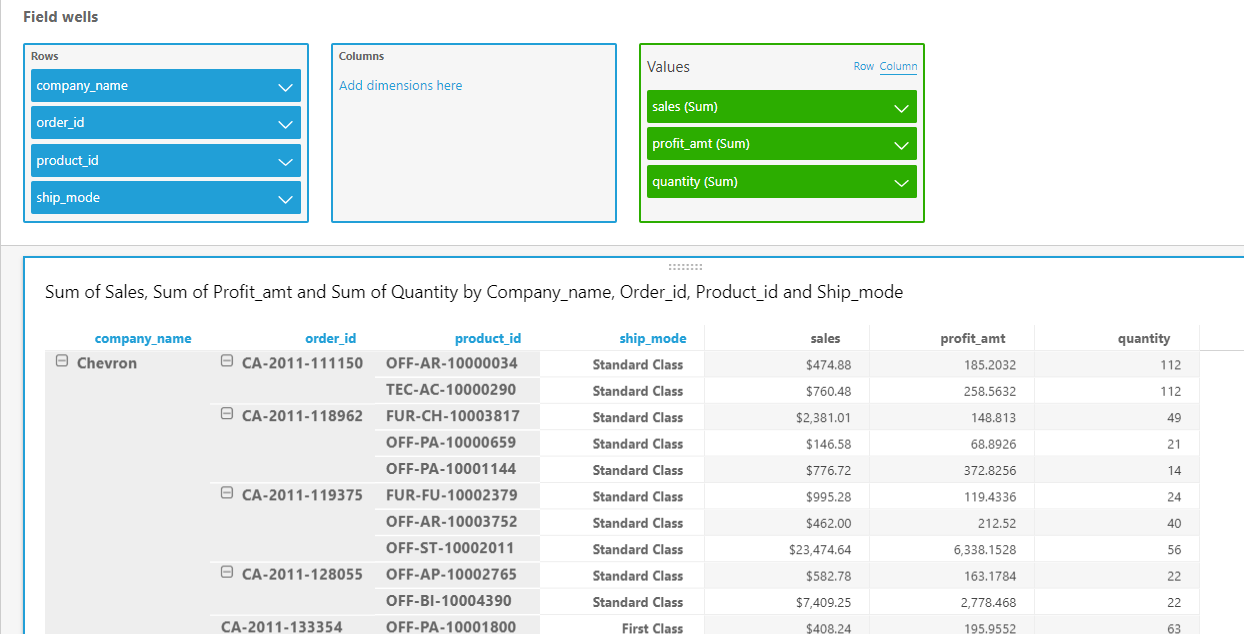 Field wells
Rows
company_name
order_id
product_id
ship_mode
Columns
Add dimensions here
Values Row Column
sales (Sum)
profit_amt (Sum)
quantity (Sum)
Sum of Sales, Sum of Profit_amt and Sum of Quantity by Company_name, Order_id, Product_id and Ship_mode
company_name order_id product_id ship_mode sales profit_amt quantity
Chevron CA-2011-111150 OFF-AR-10000034 Standard Class $474.88 185.2032 112
TEC-AC-10000290 Standard Class $760.48 258.5632 112
CA-2011-118962 FUR-CH-10003817 Standard Class $2,381.01 148.813 49
OFF-PA-10000659 Standard Class $146.58 68.8926 21
OFF-PA-10001144 Standard Class $776.72 372.8256 14
CA-2011-119375 FUR-FU-10002379 Standard Class $995.28 119.4336 24
OFF-AR-10003752 Standard Class $462.00 212.52 40
OFF-ST-10002011 Standard Class $23,474.64 6,338.1528 56
CA-2011-128055 OFF-AP-10002765 Standard Class $582.78 163.1784 22
OFF-BI-10004390 Standard Class $7,409.25 2,778.468 22
CA-2011-133354 OFF-PA-10001800 First Class $408.24 195.9552 63